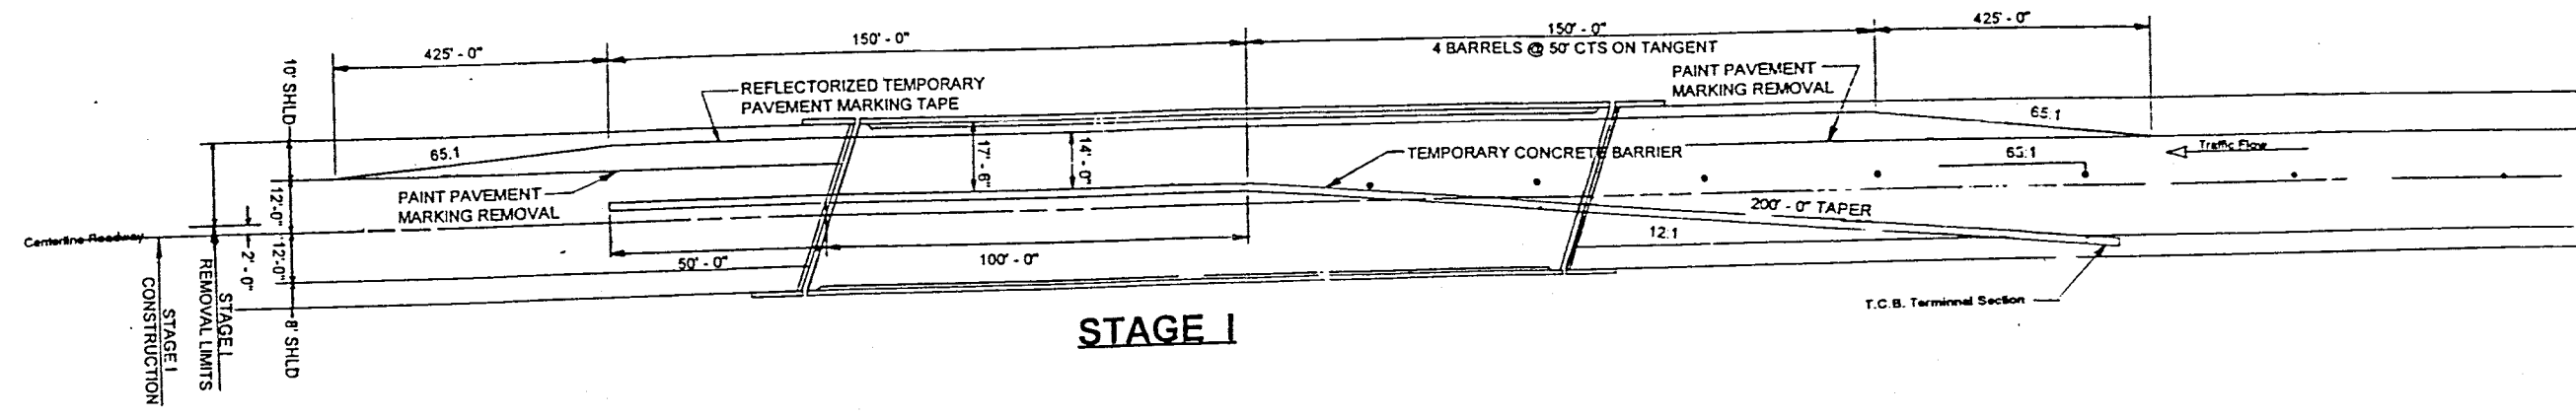 425' - 0"
150' - 0"
150' - 0"
4 BARRELS @ 50' CTS ON TANGENT
425' - 0"
10' SHLD
REFLECTORIZED TEMPORARY
PAVEMENT MARKING TAPE
PAINT PAVEMENT
MARKING REMOVAL
65:1
65:1
17' - 6"
14' - 0"
TEMPORARY CONCRETE BARRIER
65:1
Traffic Flow
PAINT PAVEMENT
MARKING REMOVAL
12'-0"
200' - 0" TAPER
Centerline Roadway
2' - 0"
12'-0"
50' - 0"
100' - 0"
12:1
T.C.B. Terminnal Section
8' SHLD
STAGE I
REMOVAL LIMITS
STAGE I
CONSTRUCTION
STAGE I